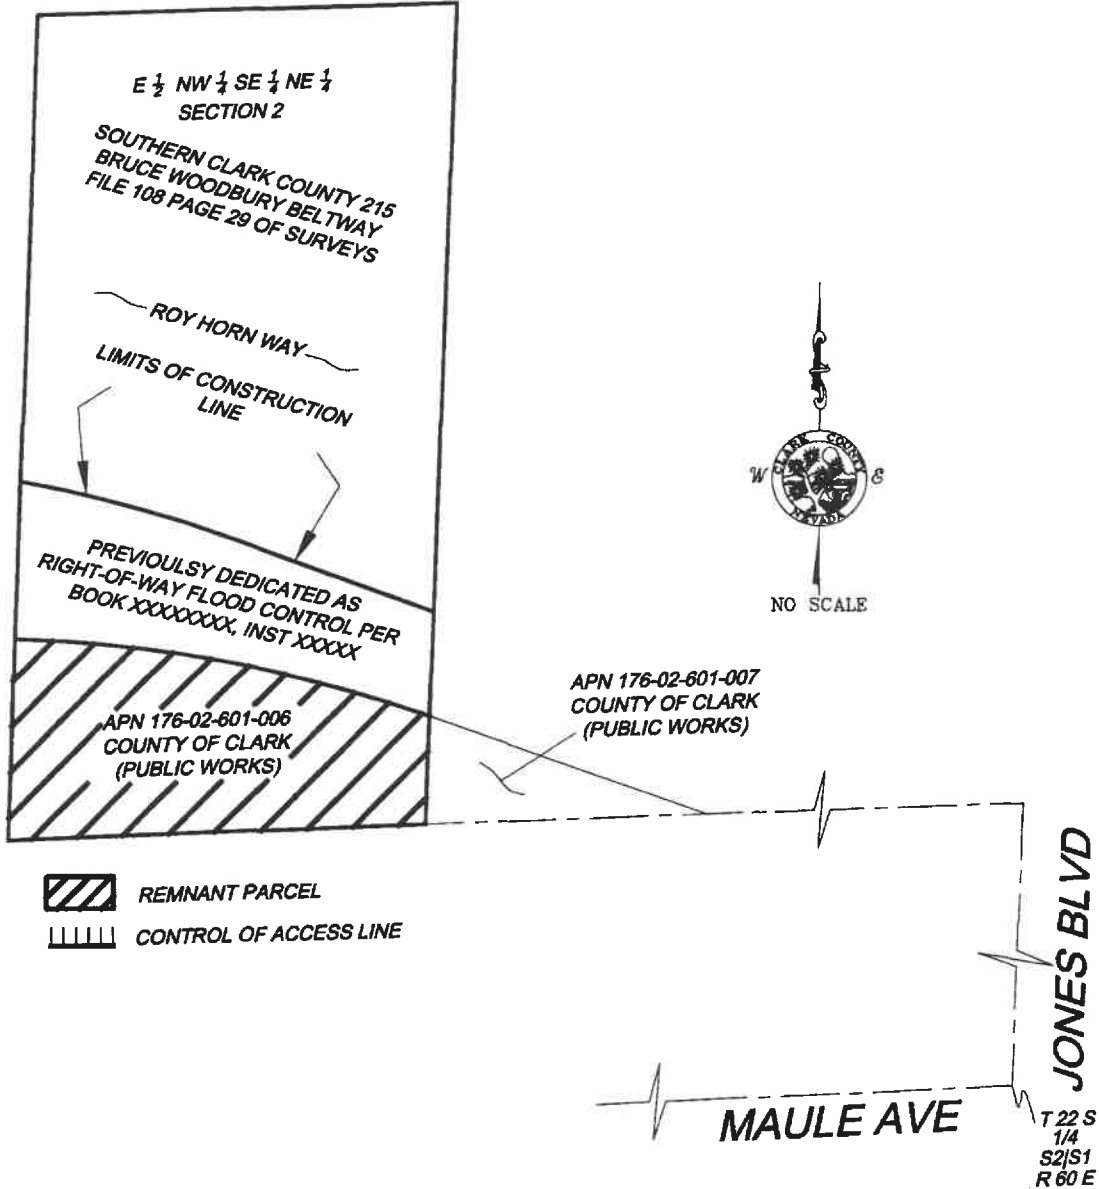 E 1/2 NW 1/4 SE 1/4 NE 1/4
SECTION 2
SOUTHERN CLARK COUNTY 215
BRUCE WOODBURY BELTWAY
FILE 108 PAGE 29 OF SURVEYS
ROY HORN WAY
LIMITS OF CONSTRUCTION
LINE
PREVIOULSY DEDICATED AS
RIGHT-OF-WAY FLOOD CONTROL PER
BOOK XXXXXXXX, INST XXXXX
APN 176-02-601-006
COUNTY OF CLARK
(PUBLIC WORKS)
W
CLARK COUNTY
NEVADA
E
NO SCALE
APN 176-02-601-007
COUNTY OF CLARK
(PUBLIC WORKS)
REMNANT PARCEL
CONTROL OF ACCESS LINE
JONES BLVD
MAULE AVE
T 22 S
1/4
S2|S1
R 60 E